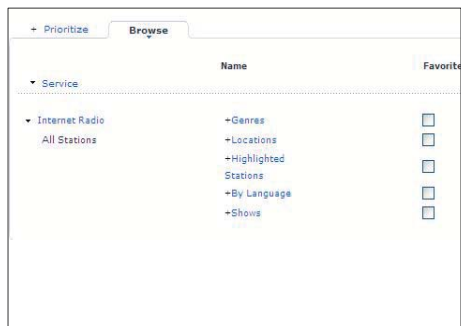 + Prioritize Browse
Name Favorite
Service
Internet Radio +Genres
All Stations +Locations
+Highlighted
Stations
+By Language
+Shows